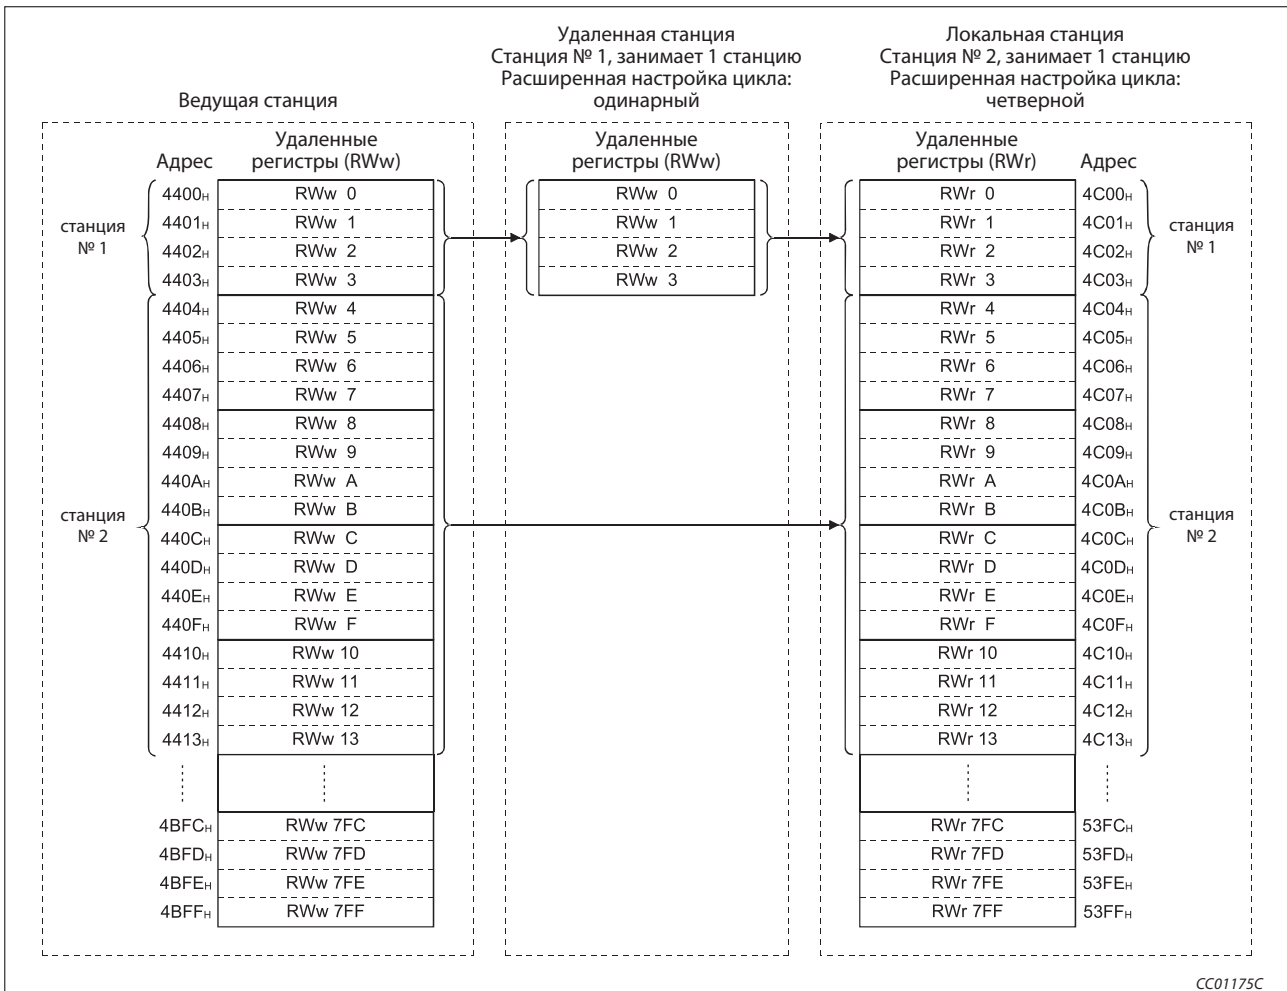 Удаленная станция
Станция № 1, занимает 1 станцию
Расширенная настройка цикла:
одинарный
Локальная станция
Станция № 2, занимает 1 станцию
Расширенная настройка цикла:
четверной
Ведущая станция
Адрес
Удаленные
регистры (RWw)
Удаленные
регистры (RWw)
Удаленные
регистры (RWr)
Адрес
4400H RWw 0 RWw 0 RWr 0 4C00H
4401H RWw 1 RWw 1 RWr 1 4C01H
станция
№ 1
станция
№ 1
4402H RWw 2 RWw 2 RWr 2 4C02H
4403H RWw 3 RWw 3 RWr 3 4C03H
4404H RWw 4 RWr 4 4C04H
4405H RWw 5 RWr 5 4C05H
4406H RWw 6 RWr 6 4C06H
4407H RWw 7 RWr 7 4C07H
4408H RWw 8 RWr 8 4C08H
4409H RWw 9 RWr 9 4C09H
440AH RWw A RWr A 4C0AH
440BH RWw B RWr B 4C0BH
станция
№ 2
станция
№ 2
440CH RWw C RWr C 4C0CH
440DH RWw D RWr D 4C0DH
440EH RWw E RWr E 4C0EH
440FH RWw F RWr F 4C0FH
4410H RWw 10 RWr 10 4C10H
4411H RWw 11 RWr 11 4C11H
4412H RWw 12 RWr 12 4C12H
4413H RWw 13 RWr 13 4C13H
4BFCH RWw 7FC RWr 7FC 53FCH
4BFDH RWw 7FD RWr 7FD 53FDH
4BFEH RWw 7FE RWr 7FE 53FEH
4BFFH RWw 7FF RWr 7FF 53FFH
CC01175C